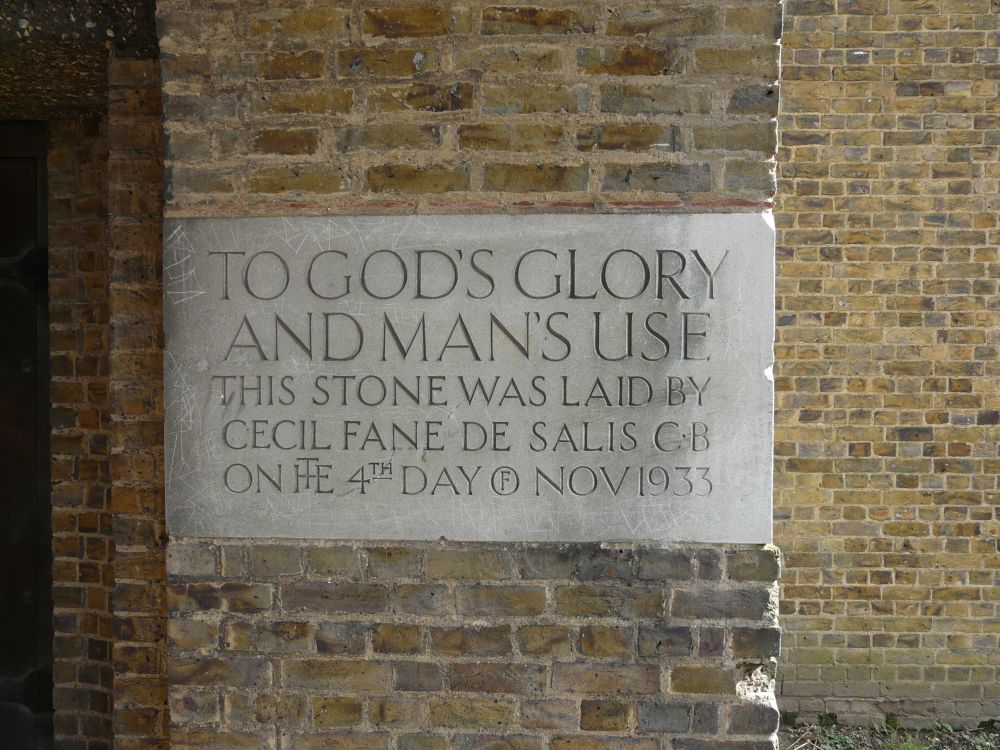 TO GOD'S GLORY
AND MAN'S USE
THIS STONE WAS LAID BY
CECIL FANE DE SALIS C·B
ON THE 4TH DAY OF NOV 1933